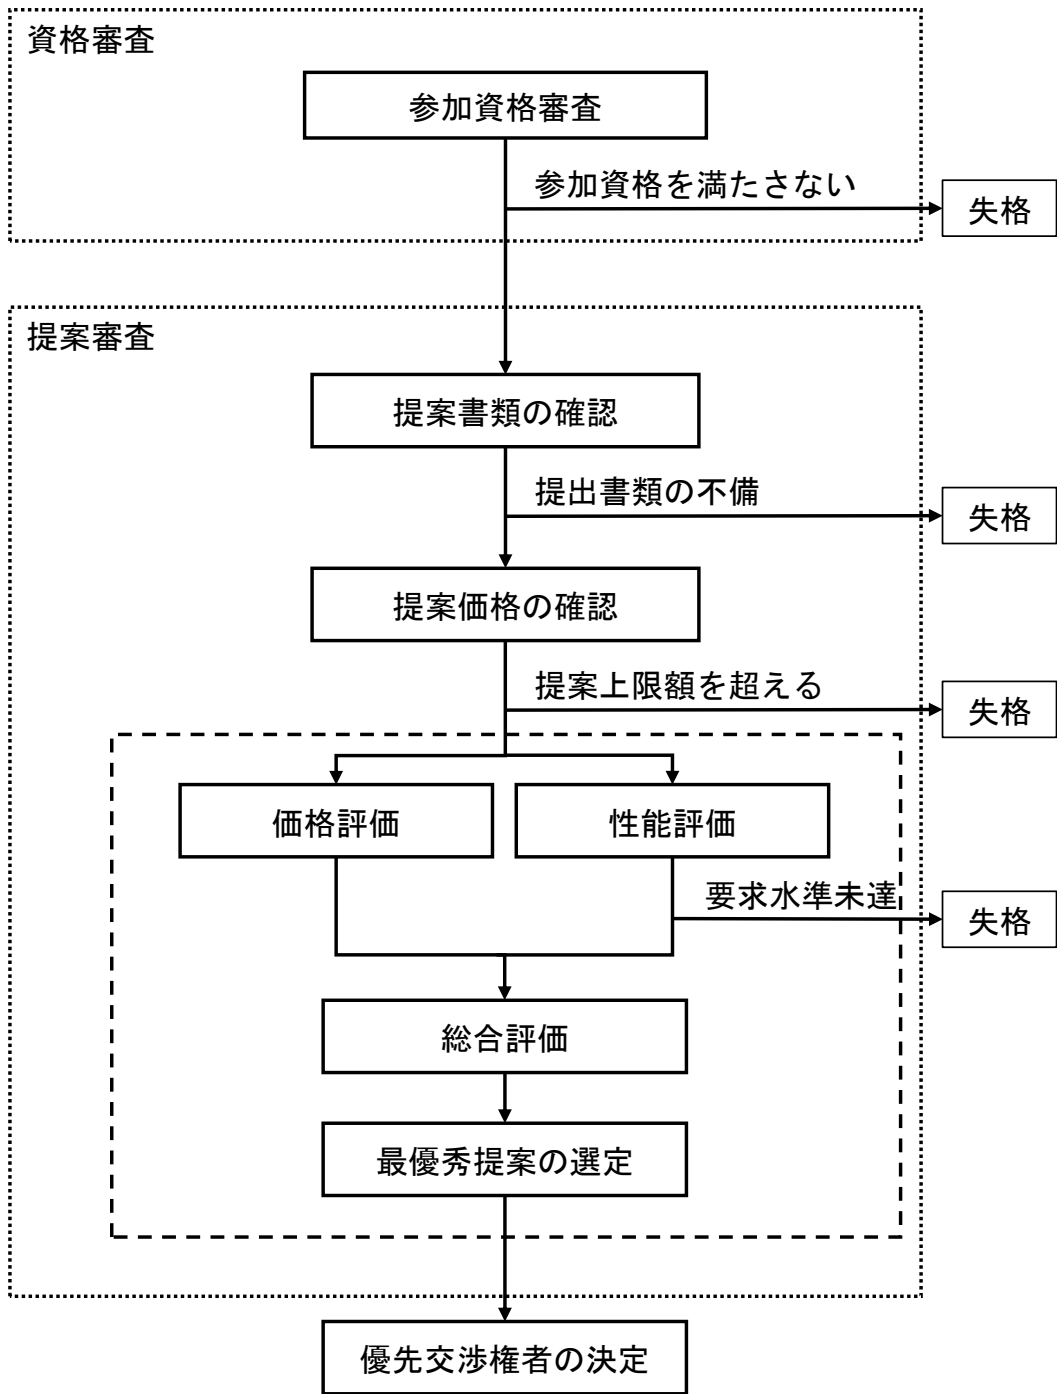 資格審査
参加資格審査
参加資格を満たさない
失格
提案審査
提案書類の確認
提出書類の不備
失格
提案価格の確認
提案上限額を超える
失格
価格評価
性能評価
要求水準未達
失格
総合評価
最優秀提案の選定
優先交渉権者の決定